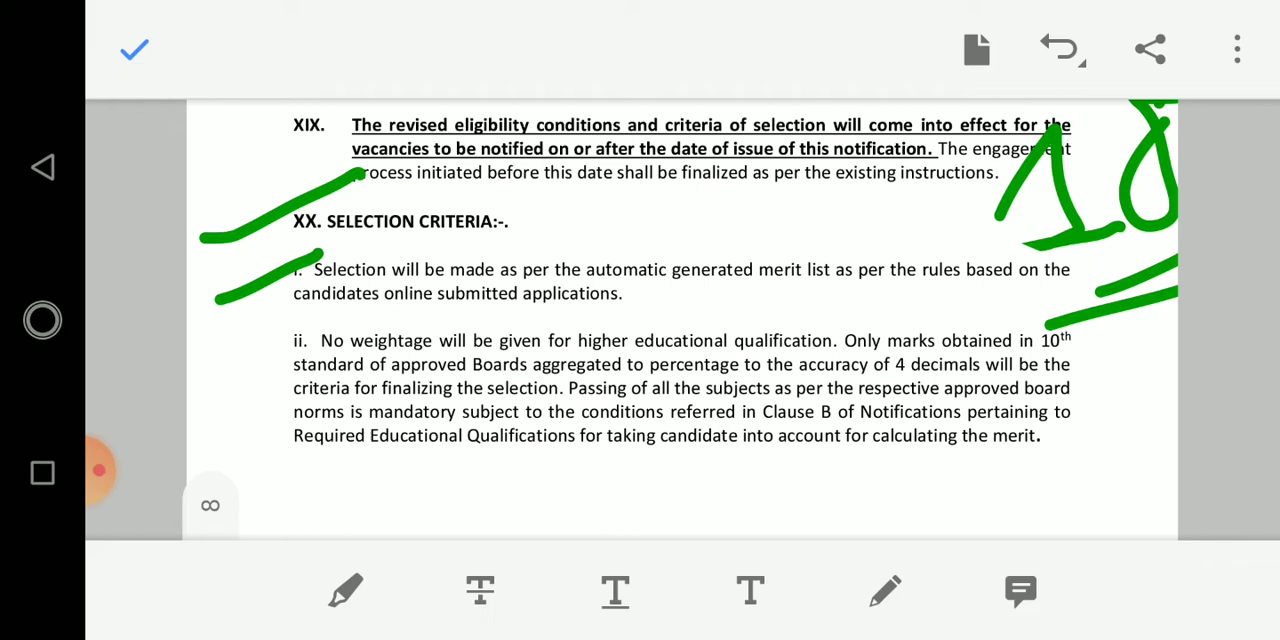 XIX. The revised eligibility conditions and criteria of selection will come into effect for the
vacancies to be notified on or after the date of issue of this notification. The engagement
process initiated before this date shall be finalized as per the existing instructions.
XX. SELECTION CRITERIA:-.
i. Selection will be made as per the automatic generated merit list as per the rules based on the
candidates online submitted applications.
ii. No weightage will be given for higher educational qualification. Only marks obtained in 10th
standard of approved Boards aggregated to percentage to the accuracy of 4 decimals will be the
criteria for finalizing the selection. Passing of all the subjects as per the respective approved board
norms is mandatory subject to the conditions referred in Clause B of Notifications pertaining to
Required Educational Qualifications for taking candidate into account for calculating the merit.
18
8
T
T
T